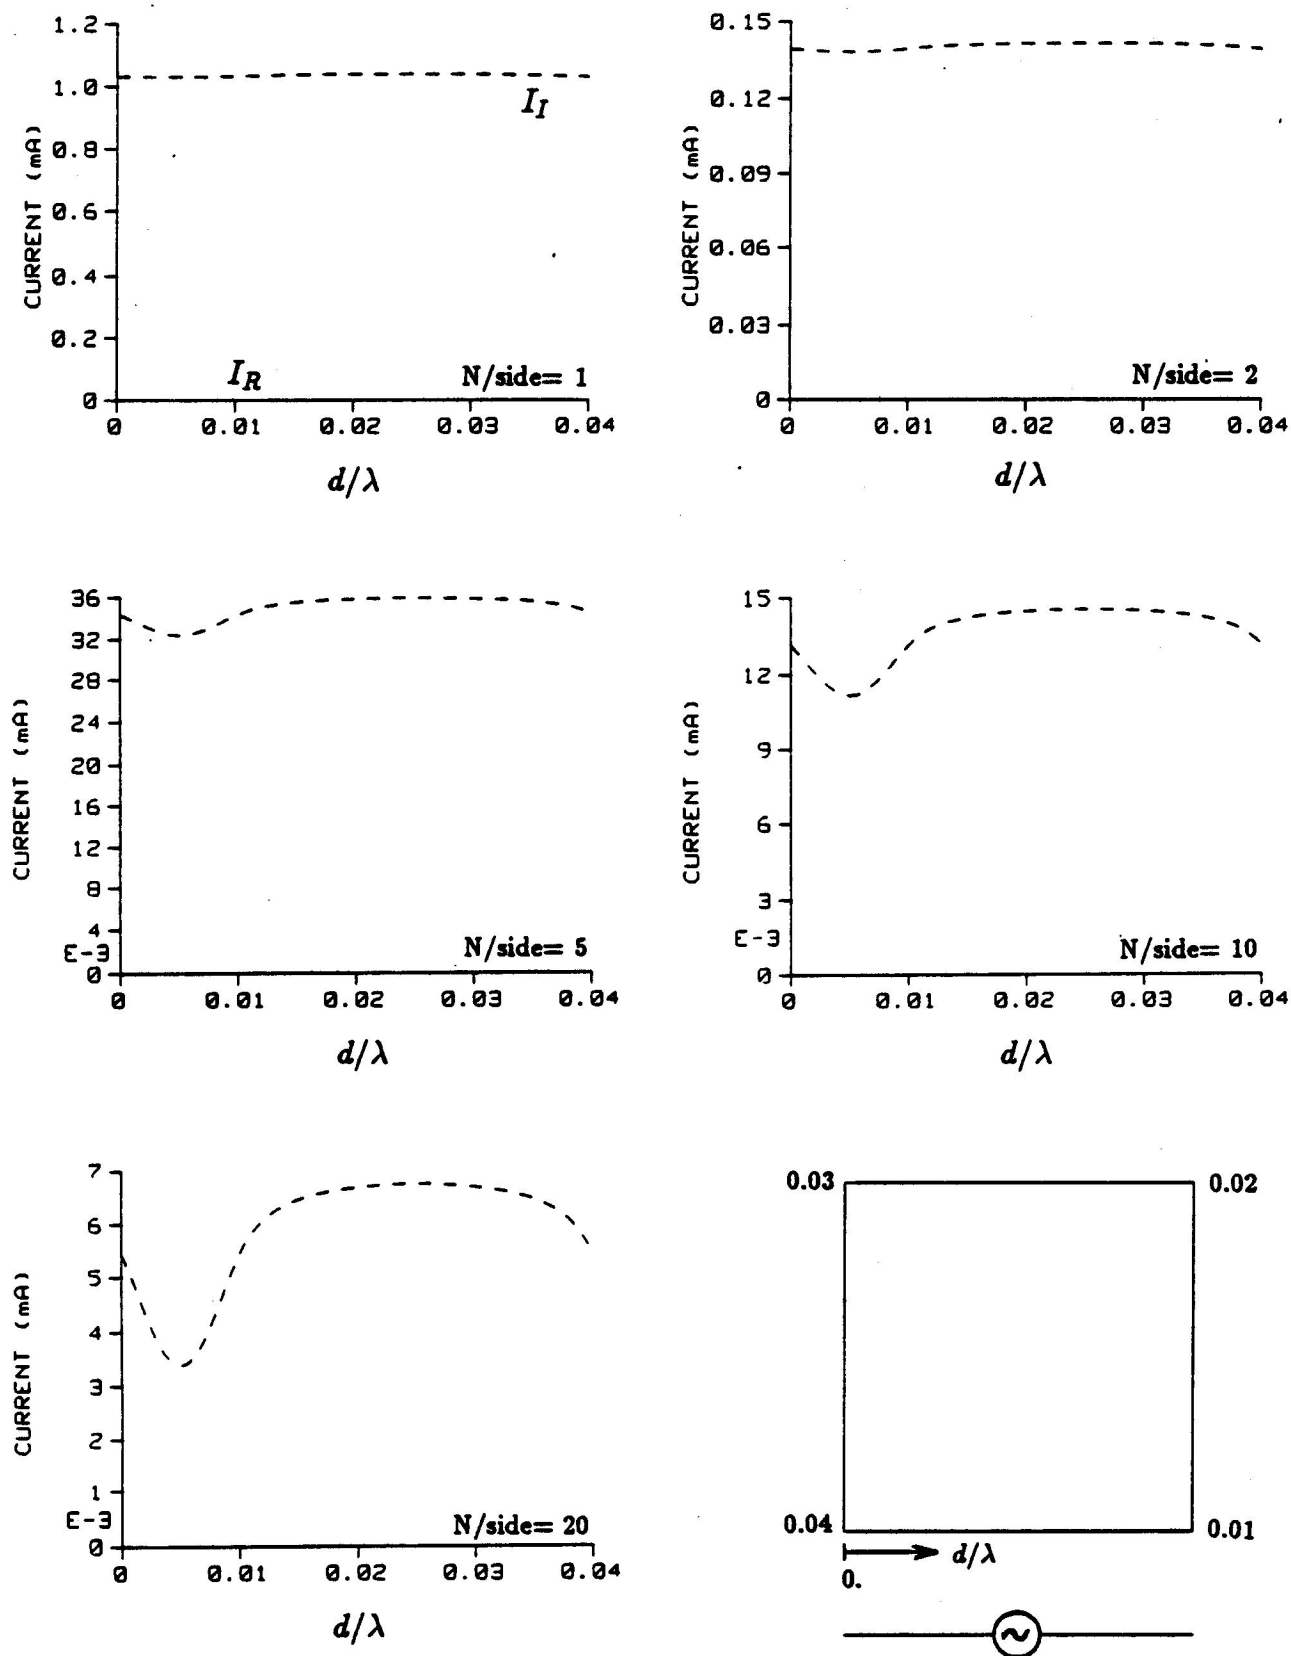 1.2
1.0
0.8
0.6
0.4
0.2
0
CURRENT (mA)
I_I
I_R
N/side= 1
0 0.01 0.02 0.03 0.04
d/λ
0.15
0.12
0.09
0.06
0.03
0
CURRENT (mA)
N/side= 2
0 0.01 0.02 0.03 0.04
d/λ
36
32
28
24
20
16
12
8
4
E-3
0
CURRENT (mA)
N/side= 5
0 0.01 0.02 0.03 0.04
d/λ
15
12
9
6
3
E-3
0
CURRENT (mA)
N/side= 10
0 0.01 0.02 0.03 0.04
d/λ
7
6
5
4
3
2
1
E-3
0
CURRENT (mA)
N/side= 20
0 0.01 0.02 0.03 0.04
d/λ
0.03 0.02
0.04 0.01
d/λ
0.